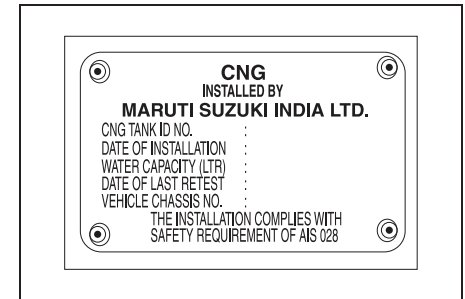 CNG
INSTALLED BY
MARUTI SUZUKI INDIA LTD.
CNG TANK ID NO. :
DATE OF INSTALLATION :
WATER CAPACITY (LTR) :
DATE OF LAST RETEST :
VEHICLE CHASSIS NO. :
THE INSTALLATION COMPLIES WITH
SAFETY REQUIREMENT OF AIS 028